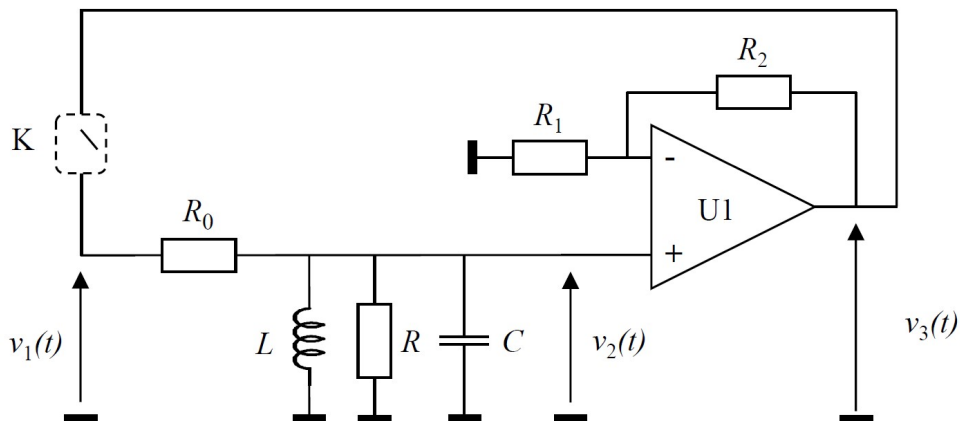 R₂
R₁
K
-
U1
R₀
+
v₁(t)
L
R
C
v₂(t)
v₃(t)